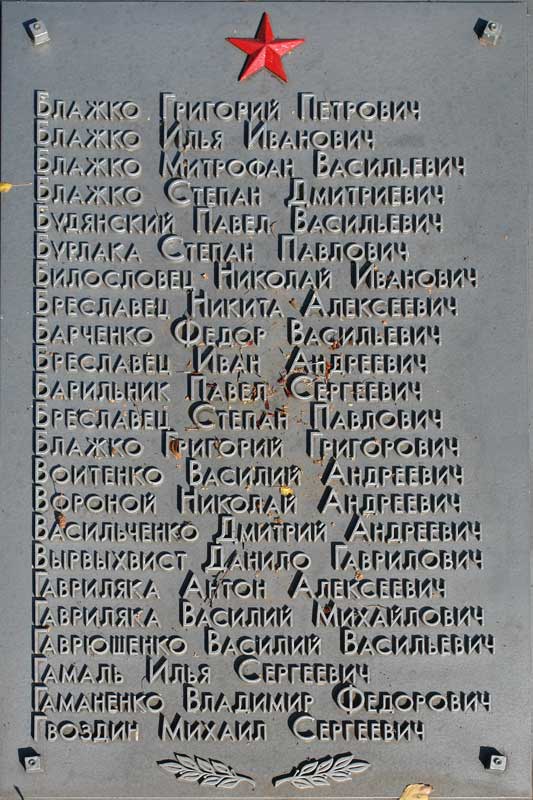 Блажко Григорий Петрович
Блажко Илья Иванович
Блажко Митрофан Васильевич
Блажко Степан Дмитриевич
Будянский Павел Васильевич
Бурлака Степан Павлович
Билословец Николай Иванович
Бреславец Никита Алексеевич
Барченко Федор Васильевич
Бреславец Иван Андреевич
Барильник Павел Сергеевич
Бреславец Степан Павлович
Блажко Григорий Григорович
Воитенко Василий Андреевич
Вороной Николай Андреевич
Васильченко Дмитрий Андреевич
Вырвыхвист Данило Гаврилович
Гавриляка Антон Алексеевич
Гавриляка Василий Михайлович
Гаврюшенко Василий Васильевич
Гамаль Илья Сергеевич
Гаманенко Владимир Федорович
Гвоздин Михаил Сергеевич